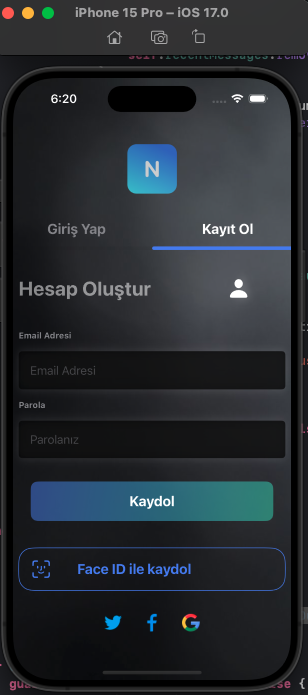 iPhone 15 Pro – iOS 17.0
6:20
N
Giriş Yap
Kayıt Ol
Hesap Oluştur
Email Adresi
Email Adresi
Parola
Parolanız
Kaydol
Face ID ile kaydol